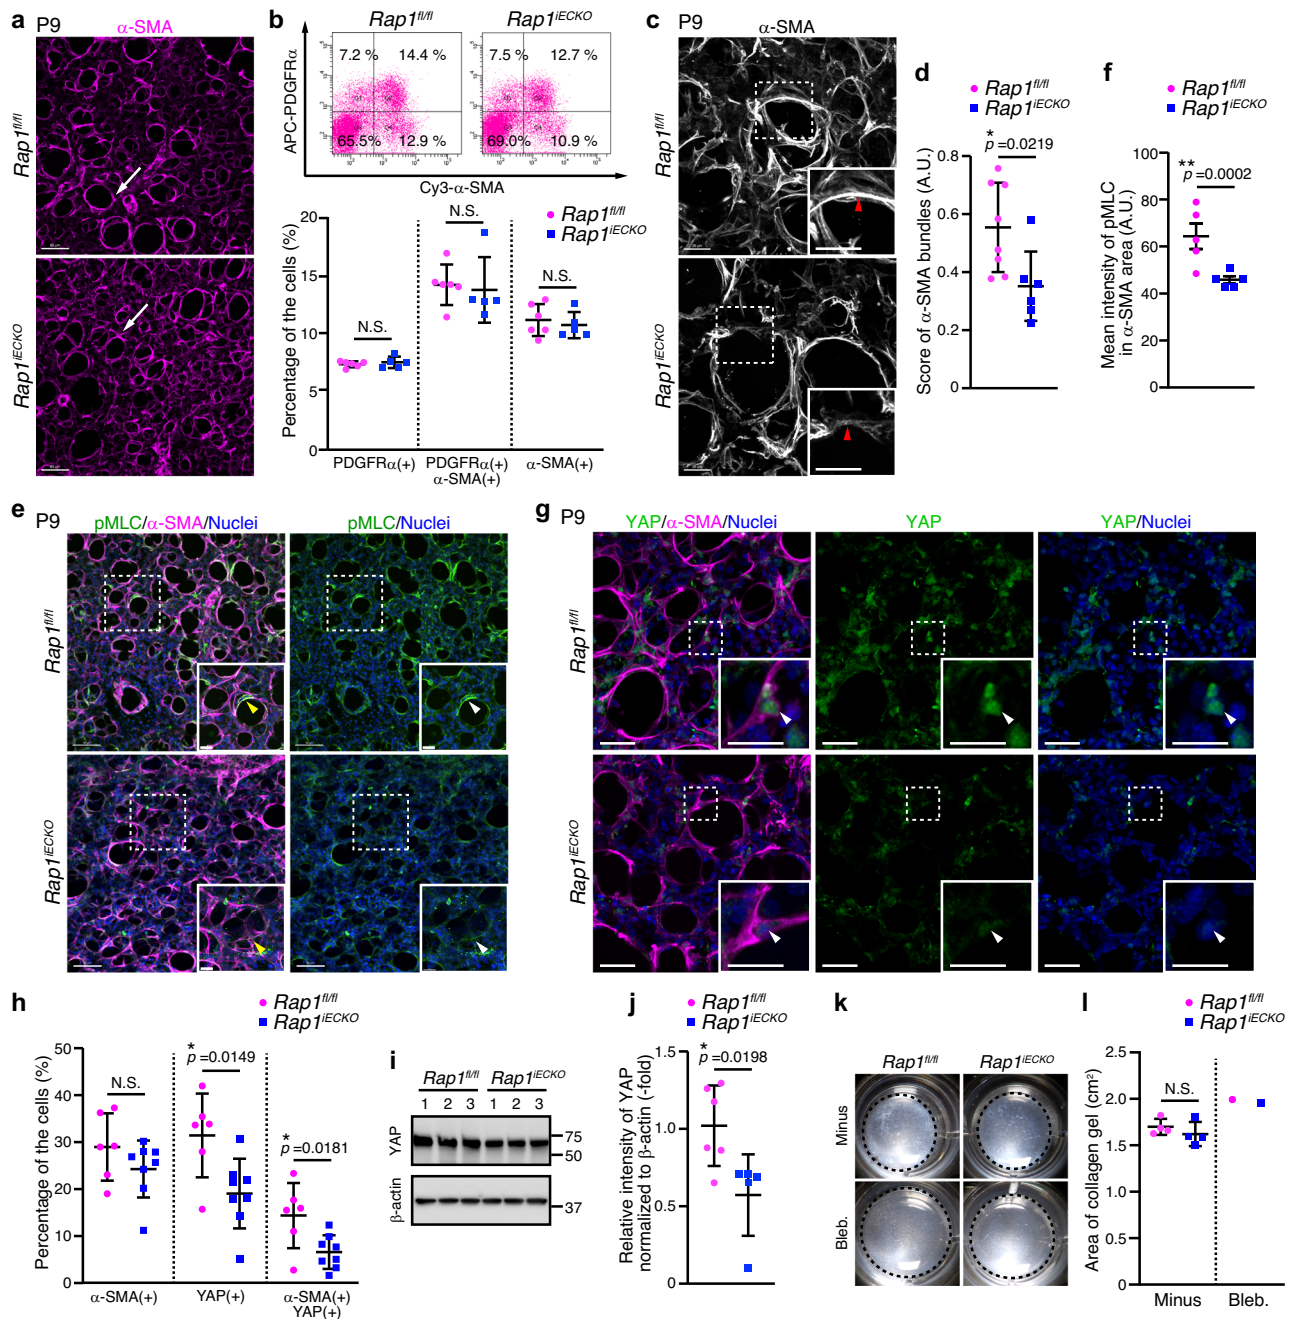 a P9 α-SMA
Rap1fl/fl
Rap1iECKO
b
Rap1fl/fl Rap1iECKO
7.2 % 14.4 % 7.5 % 12.7 %
65.5% 12.9 % 69.0% 10.9 %
APC-PDGFRα
Cy3-α-SMA
Rap1fl/fl
Rap1iECKO
Percentage of the cells (%)
20
15
10
5
0
N.S. N.S. N.S.
PDGFRα(+) PDGFRα(+) α-SMA(+)
α-SMA(+)
c P9 α-SMA
Rap1fl/fl
Rap1iECKO
d
Rap1fl/fl
Rap1iECKO
*
p =0.0219
Score of α-SMA bundles (A.U.)
0.8
0.6
0.4
0.2
0
f
Rap1fl/fl
Rap1iECKO
**
p =0.0002
Mean intensity of pMLC
in α-SMA area (A.U.)
100
80
60
40
20
0
e P9 pMLC/α-SMA/Nuclei pMLC/Nuclei
Rap1fl/fl
Rap1iECKO
g P9 YAP/α-SMA/Nuclei YAP YAP/Nuclei
Rap1fl/fl
Rap1iECKO
h
Rap1fl/fl
Rap1iECKO
Percentage of the cells (%)
50
40
30
20
10
0
N.S.
*
p =0.0149
*
p =0.0181
α-SMA(+) YAP(+) α-SMA(+)
YAP(+)
i
Rap1fl/fl Rap1iECKO
1 2 3 1 2 3
YAP
75
50
β-actin
37
j
Rap1fl/fl
Rap1iECKO
*
p =0.0198
Relative intensity of YAP
normalized to β-actin (-fold)
1.5
1.0
0.5
0
k
Rap1fl/fl Rap1iECKO
Minus
Bleb.
l
Rap1fl/fl
Rap1iECKO
Area of collagen gel (cm²)
2.5
2.0
1.5
1.0
0.5
0
N.S.
Minus Bleb.